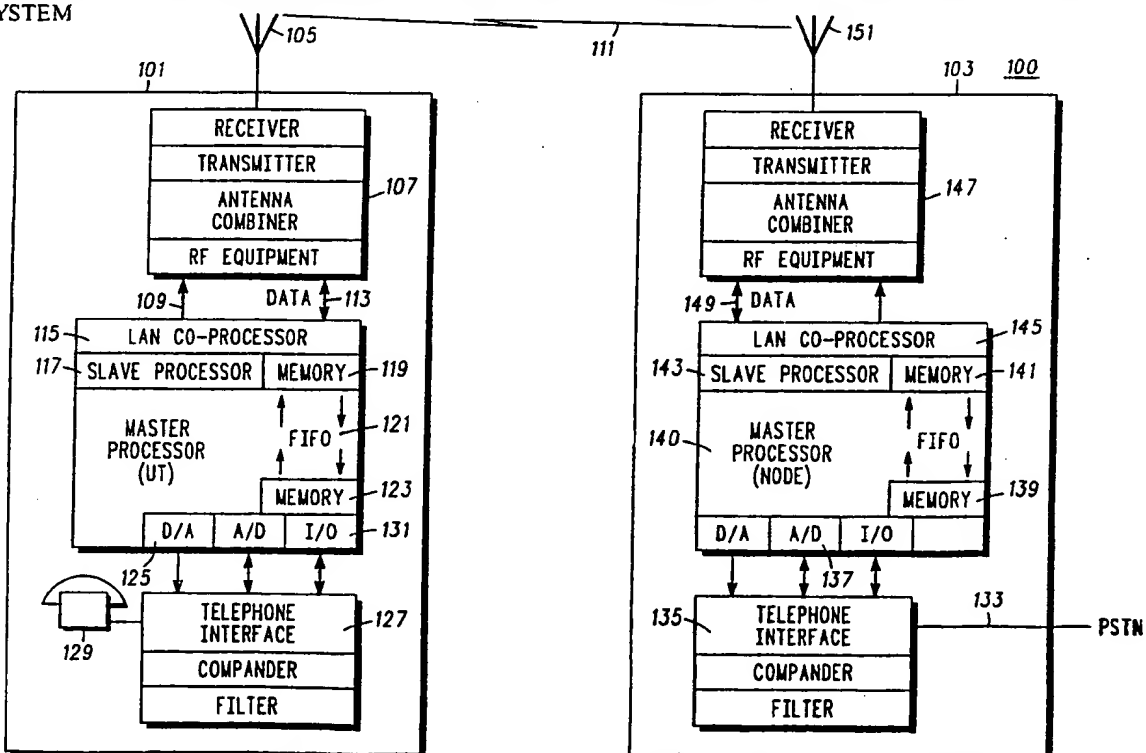 YSTEM
105
111
151
101
103
100
RECEIVER
TRANSMITTER
ANTENNA
COMBINER
RF EQUIPMENT
107
109
DATA
113
115
LAN CO-PROCESSOR
117
SLAVE PROCESSOR
MEMORY
119
MASTER
PROCESSOR
(UT)
FIFO
121
MEMORY
123
D/A
A/D
I/O
131
125
129
TELEPHONE
INTERFACE
127
COMPANDER
FILTER
RECEIVER
TRANSMITTER
ANTENNA
COMBINER
RF EQUIPMENT
147
149
DATA
LAN CO-PROCESSOR
145
143
SLAVE PROCESSOR
MEMORY
141
140
MASTER
PROCESSOR
(NODE)
FIFO
MEMORY
139
D/A
A/D
I/O
137
135
TELEPHONE
INTERFACE
133
PSTN
COMPANDER
FILTER